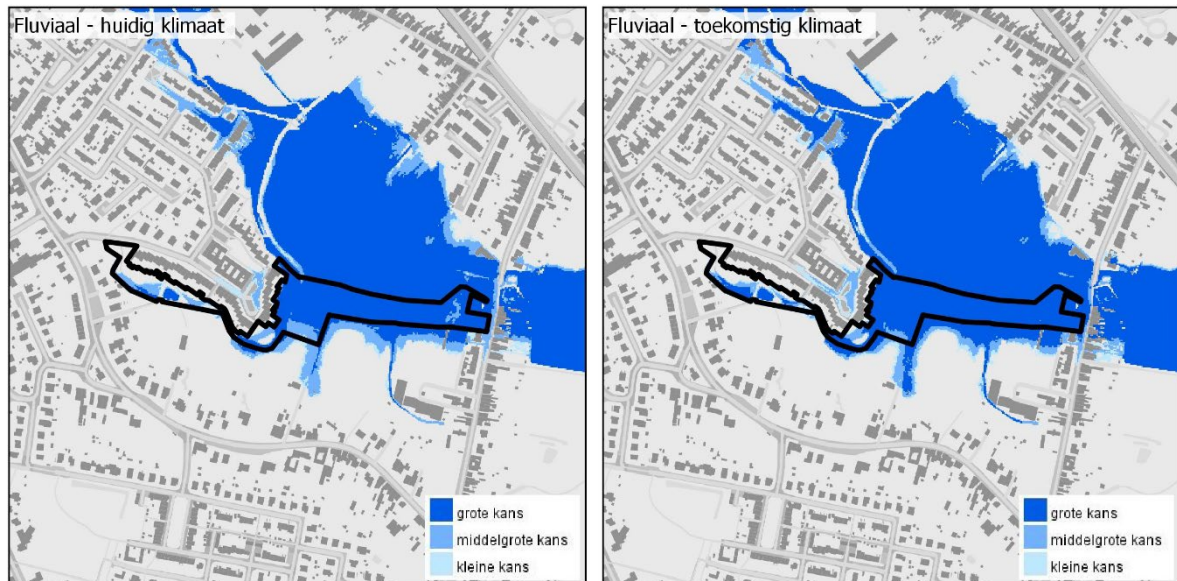 Fluviaal - huidig klimaat
grote kans
middelgrote kans
kleine kans
Fluviaal - toekomstig klimaat
grote kans
middelgrote kans
kleine kans